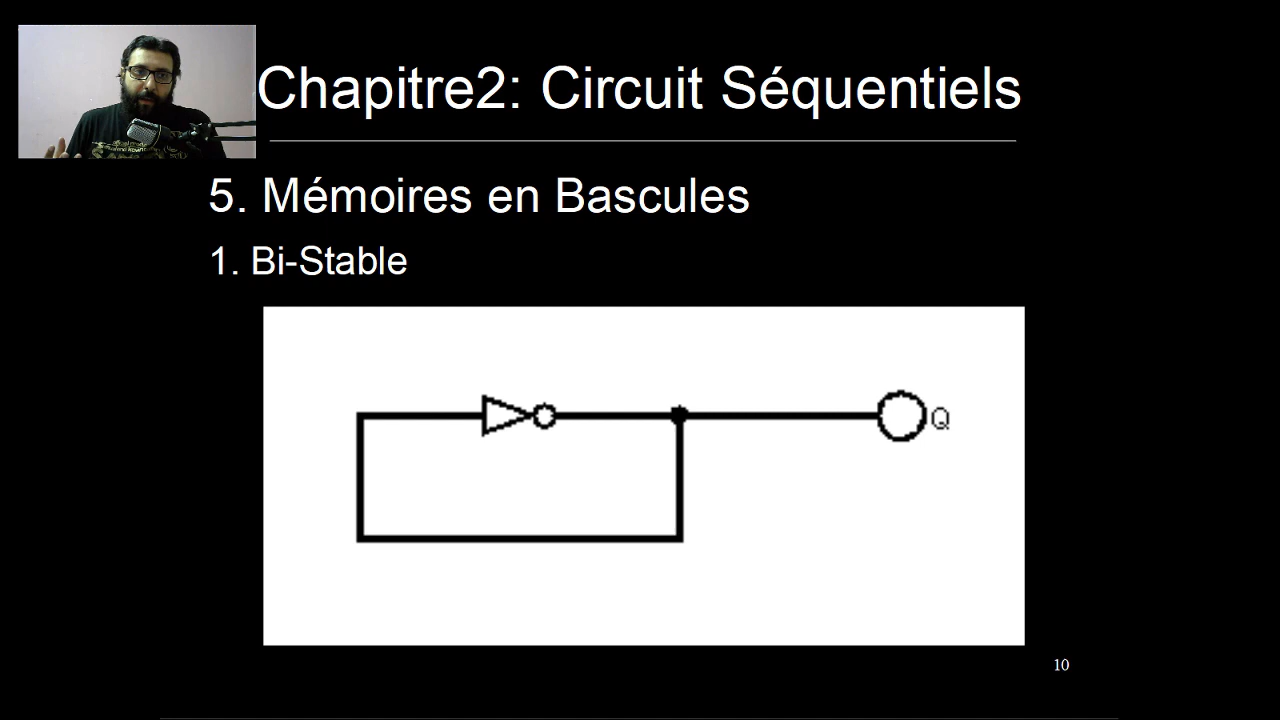 Chapitre2: Circuit Séquentiels
5. Mémoires en Bascules
1. Bi-Stable
Q
10